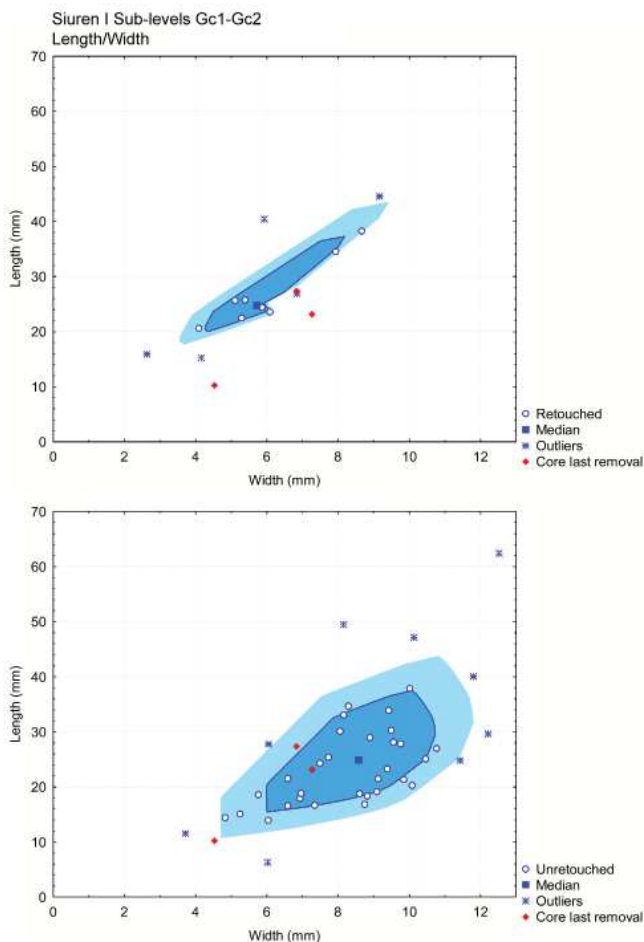 Siuren I Sub-levels Gc1-Gc2
Length/Width
70
60
50
40
30
20
10
0
Length (mm)
0 2 4 6 8 10 12
Width (mm)
Retouched
Median
Outliers
Core last removal
70
60
50
40
30
20
10
0
Length (mm)
0 2 4 6 8 10 12
Width (mm)
Unretouched
Median
Outliers
Core last removal